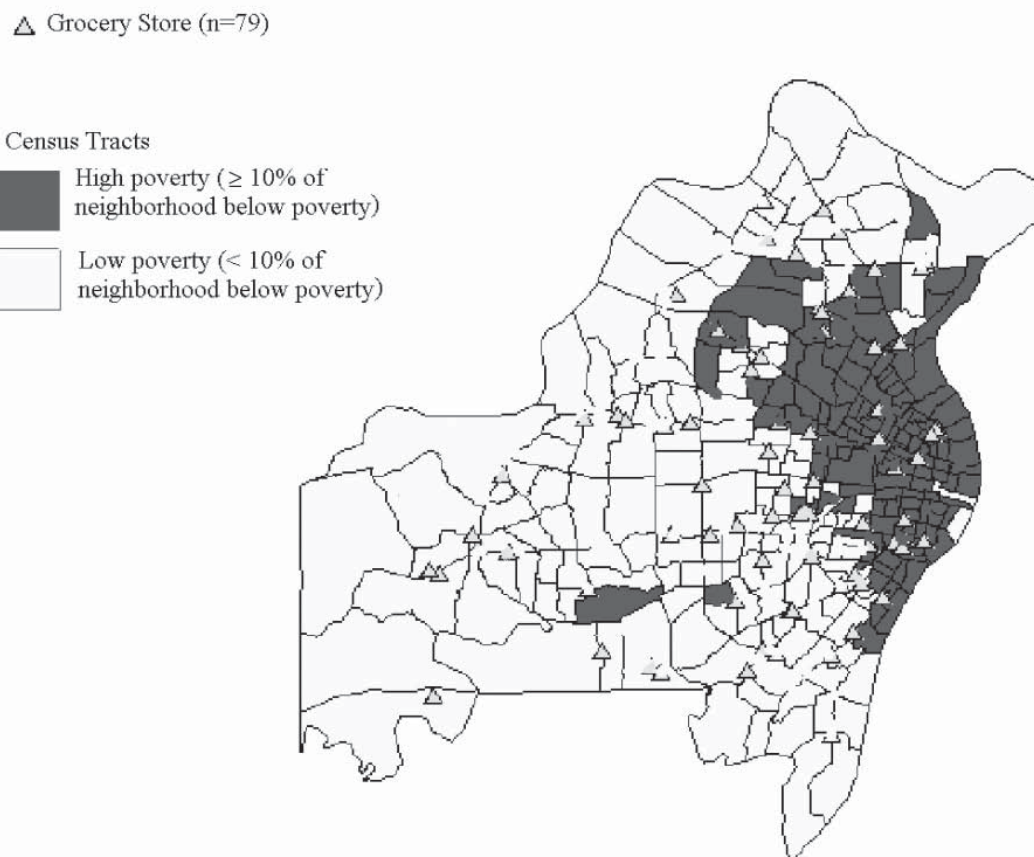 Grocery Store (n=79)
Census Tracts
High poverty (≥ 10% of
neighborhood below poverty)
Low poverty (< 10% of
neighborhood below poverty)